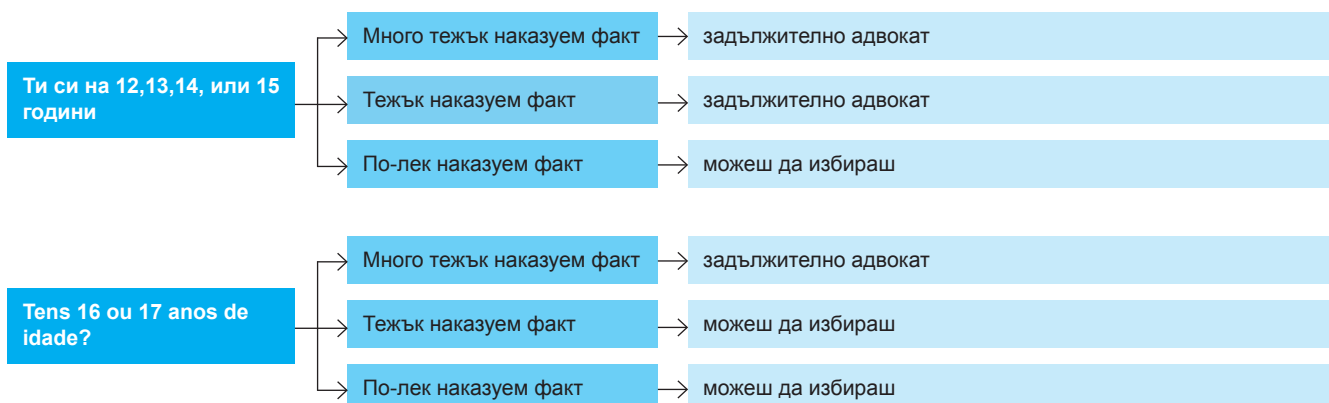 Много тежък наказуем факт
задължително адвокат
Ти си на 12,13,14, или 15
години
Тежък наказуем факт
задължително адвокат
По-лек наказуем факт
можеш да избираш
Много тежък наказуем факт
задължително адвокат
Tens 16 ou 17 anos de
idade?
Тежък наказуем факт
можеш да избираш
По-лек наказуем факт
можеш да избираш